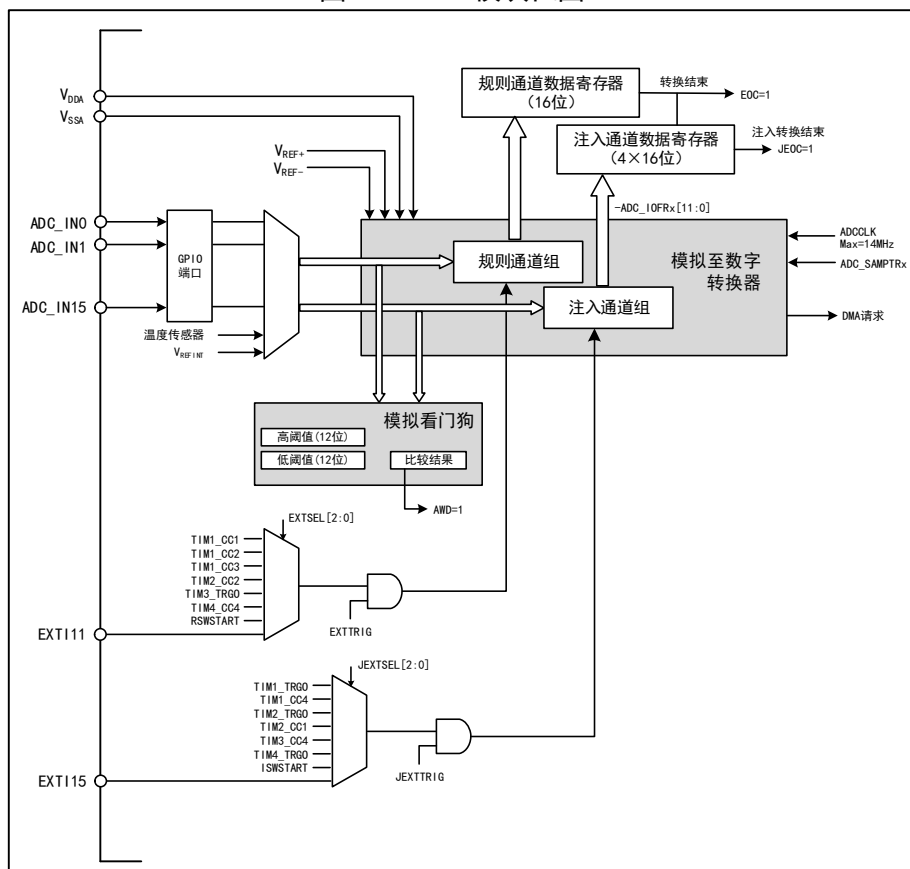 V_DDA
V_SSA
V_REF+
V_REF-
规则通道数据寄存器
(16位)
转换结束
EOC=1
注入通道数据寄存器
(4×16位)
注入转换结束
JEOC=1
-ADC_IOFRx[11:0]
ADC_IN0
ADC_IN1
ADC_IN15
GPIO
端口
温度传感器
V_REFINT
规则通道组
注入通道组
模拟至数字
转换器
ADCCLK
Max=14MHz
ADC_SAMPTRx
DMA请求
模拟看门狗
高阈值(12位)
低阈值(12位)
比较结果
AWD=1
EXTSEL[2:0]
TIM1_CC1
TIM1_CC2
TIM1_CC3
TIM2_CC2
TIM3_TRGO
TIM4_CC4
RSWSTART
EXTI11
EXTTRIG
JEXTSEL[2:0]
TIM1_TRGO
TIM1_CC4
TIM2_TRGO
TIM2_CC1
TIM3_CC4
TIM4_TRGO
ISWSTART
EXTI15
JEXTTRIG